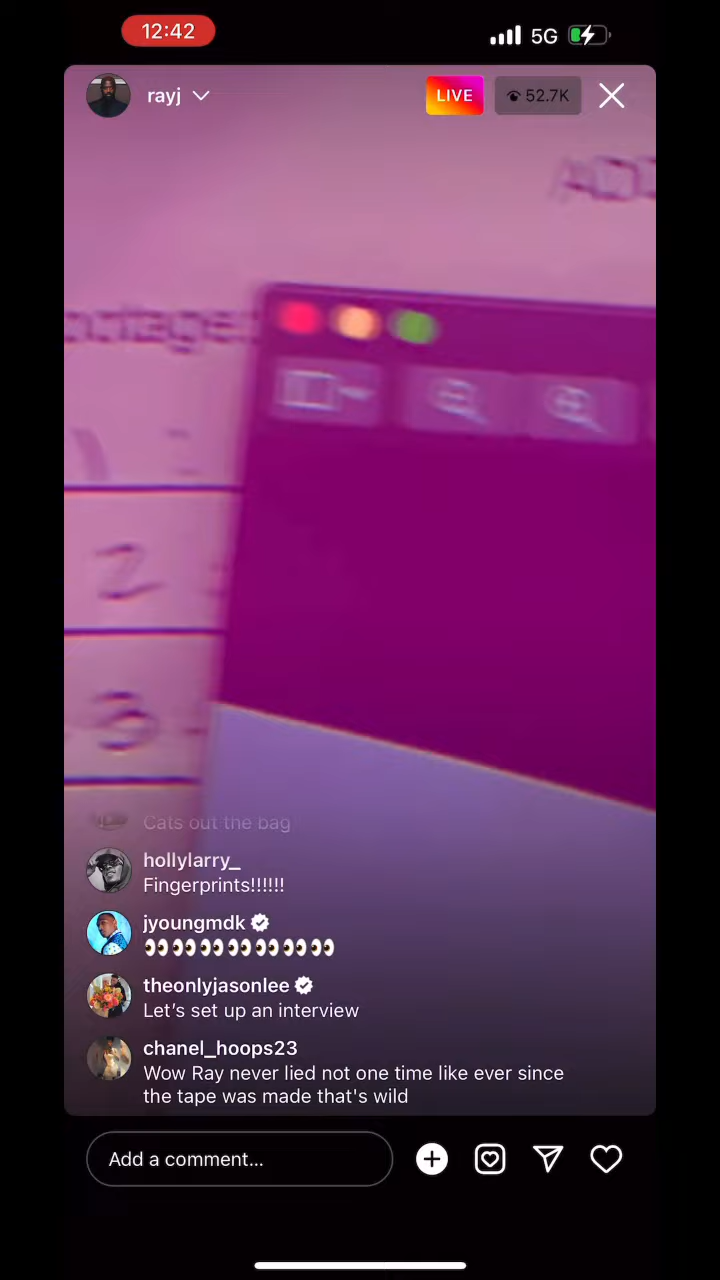 12:42
5G
rayj
LIVE
52.7K
2
3
Cats out the bag
hollylarry_
Fingerprints!!!!!!
jyoungmdk
👀👀👀👀👀👀👀
theonlyjasonlee
Let's set up an interview
chanel_hoops23
Wow Ray never lied not one time like ever since
the tape was made that's wild
Add a comment...